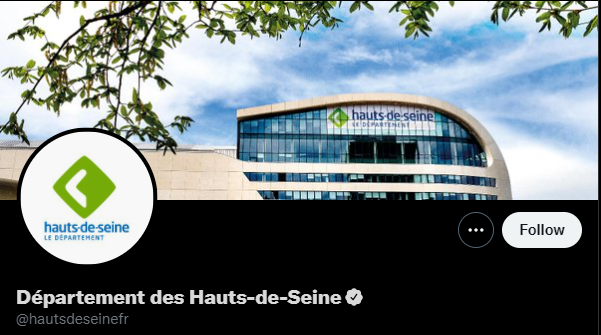 hauts-de-seine
LE DÉPARTEMENT
hauts-de-seine
LE DÉPARTEMENT
Follow
Département des Hauts-de-Seine
@hautsdeseinefr